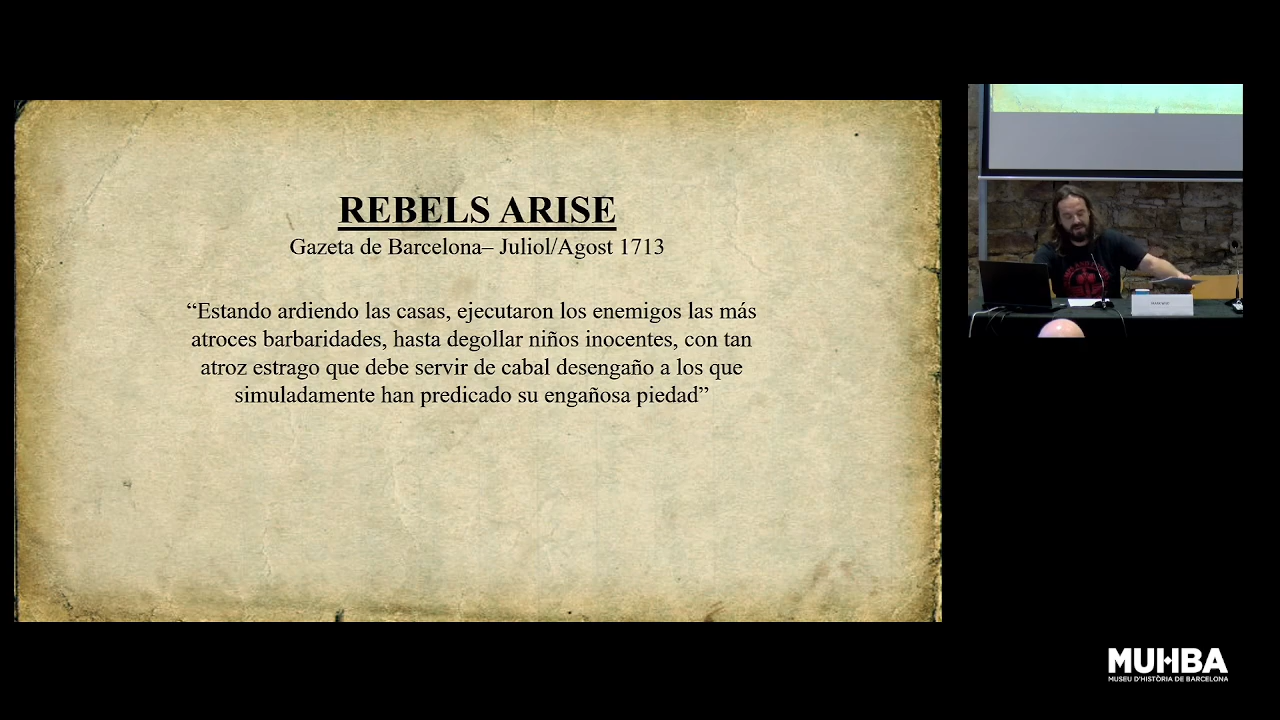 REBELS ARISE
Gazeta de Barcelona– Juliol/Agost 1713
“Estando ardiendo las casas, ejecutaron los enemigos las más
atroces barbaridades, hasta degollar niños inocentes, con tan
atroz estrago que debe servir de cabal desengaño a los que
simuladamente han predicado su engañosa piedad”
MUHBA
MUSEU D'HISTÒRIA DE BARCELONA